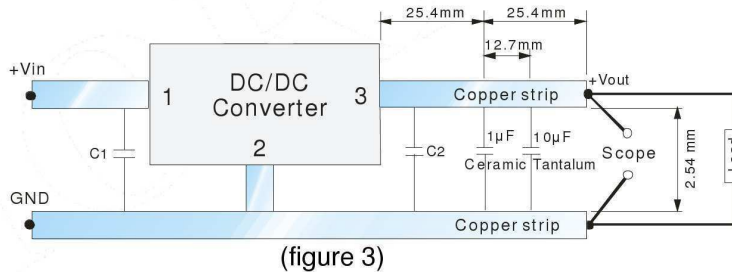 25.4mm 25.4mm
12.7mm
+Vin
DC/DC
Converter
1
3
2
Copper strip
+Vout
C1
C2
1µF
Ceramic
10µF
Tantalum
Scope
2.54 mm
GND
Copper strip
(figure 3)